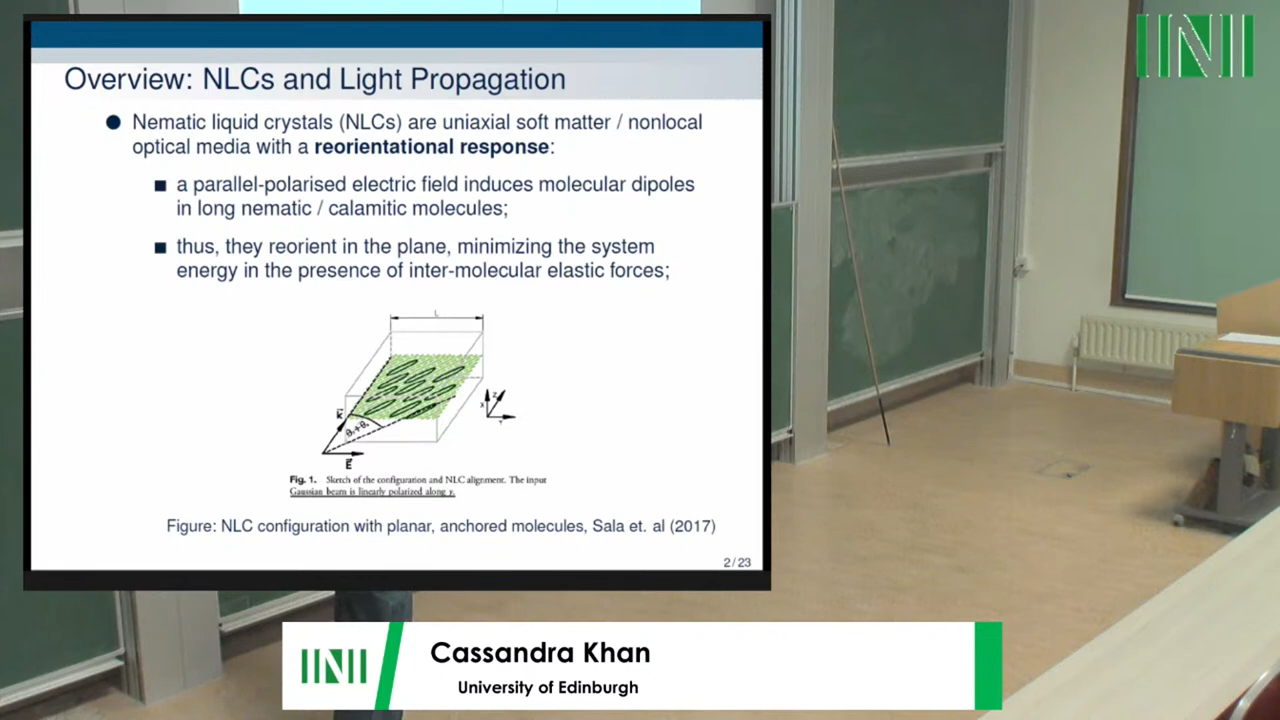 INI
Overview: NLCs and Light Propagation
Nematic liquid crystals (NLCs) are uniaxial soft matter / nonlocal
optical media with a reorientational response:
a parallel-polarised electric field induces molecular dipoles
in long nematic / calamitic molecules;
thus, they reorient in the plane, minimizing the system
energy in the presence of inter-molecular elastic forces;
L
K
E
X
Z
Fig. 1. Sketch of the configuration and NLC alignment. The input
Gaussian beam is linearly polarized along y.
Figure: NLC configuration with planar, anchored molecules, Sala et. al (2017)
2 / 23
INI
Cassandra Khan
University of Edinburgh